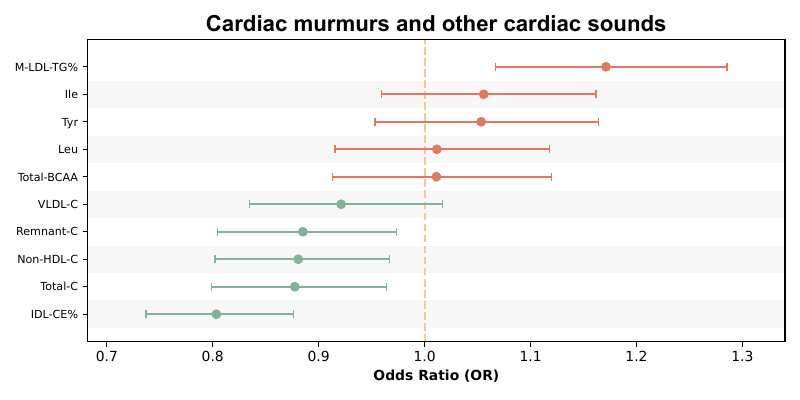 Cardiac murmurs and other cardiac sounds
M-LDL-TG%
Ile
Tyr
Leu
Total-BCAA
VLDL-C
Remnant-C
Non-HDL-C
Total-C
IDL-CE%
0.7 0.8 0.9 1.0 1.1 1.2 1.3
Odds Ratio (OR)